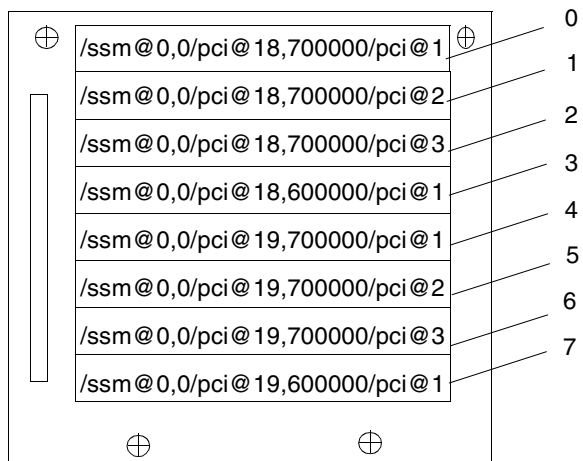 /ssm@0,0/pci@18,700000/pci@1 0
/ssm@0,0/pci@18,700000/pci@2 1
/ssm@0,0/pci@18,700000/pci@3 2
/ssm@0,0/pci@18,600000/pci@1 3
/ssm@0,0/pci@19,700000/pci@1 4
/ssm@0,0/pci@19,700000/pci@2 5
/ssm@0,0/pci@19,700000/pci@3 6
/ssm@0,0/pci@19,600000/pci@1 7